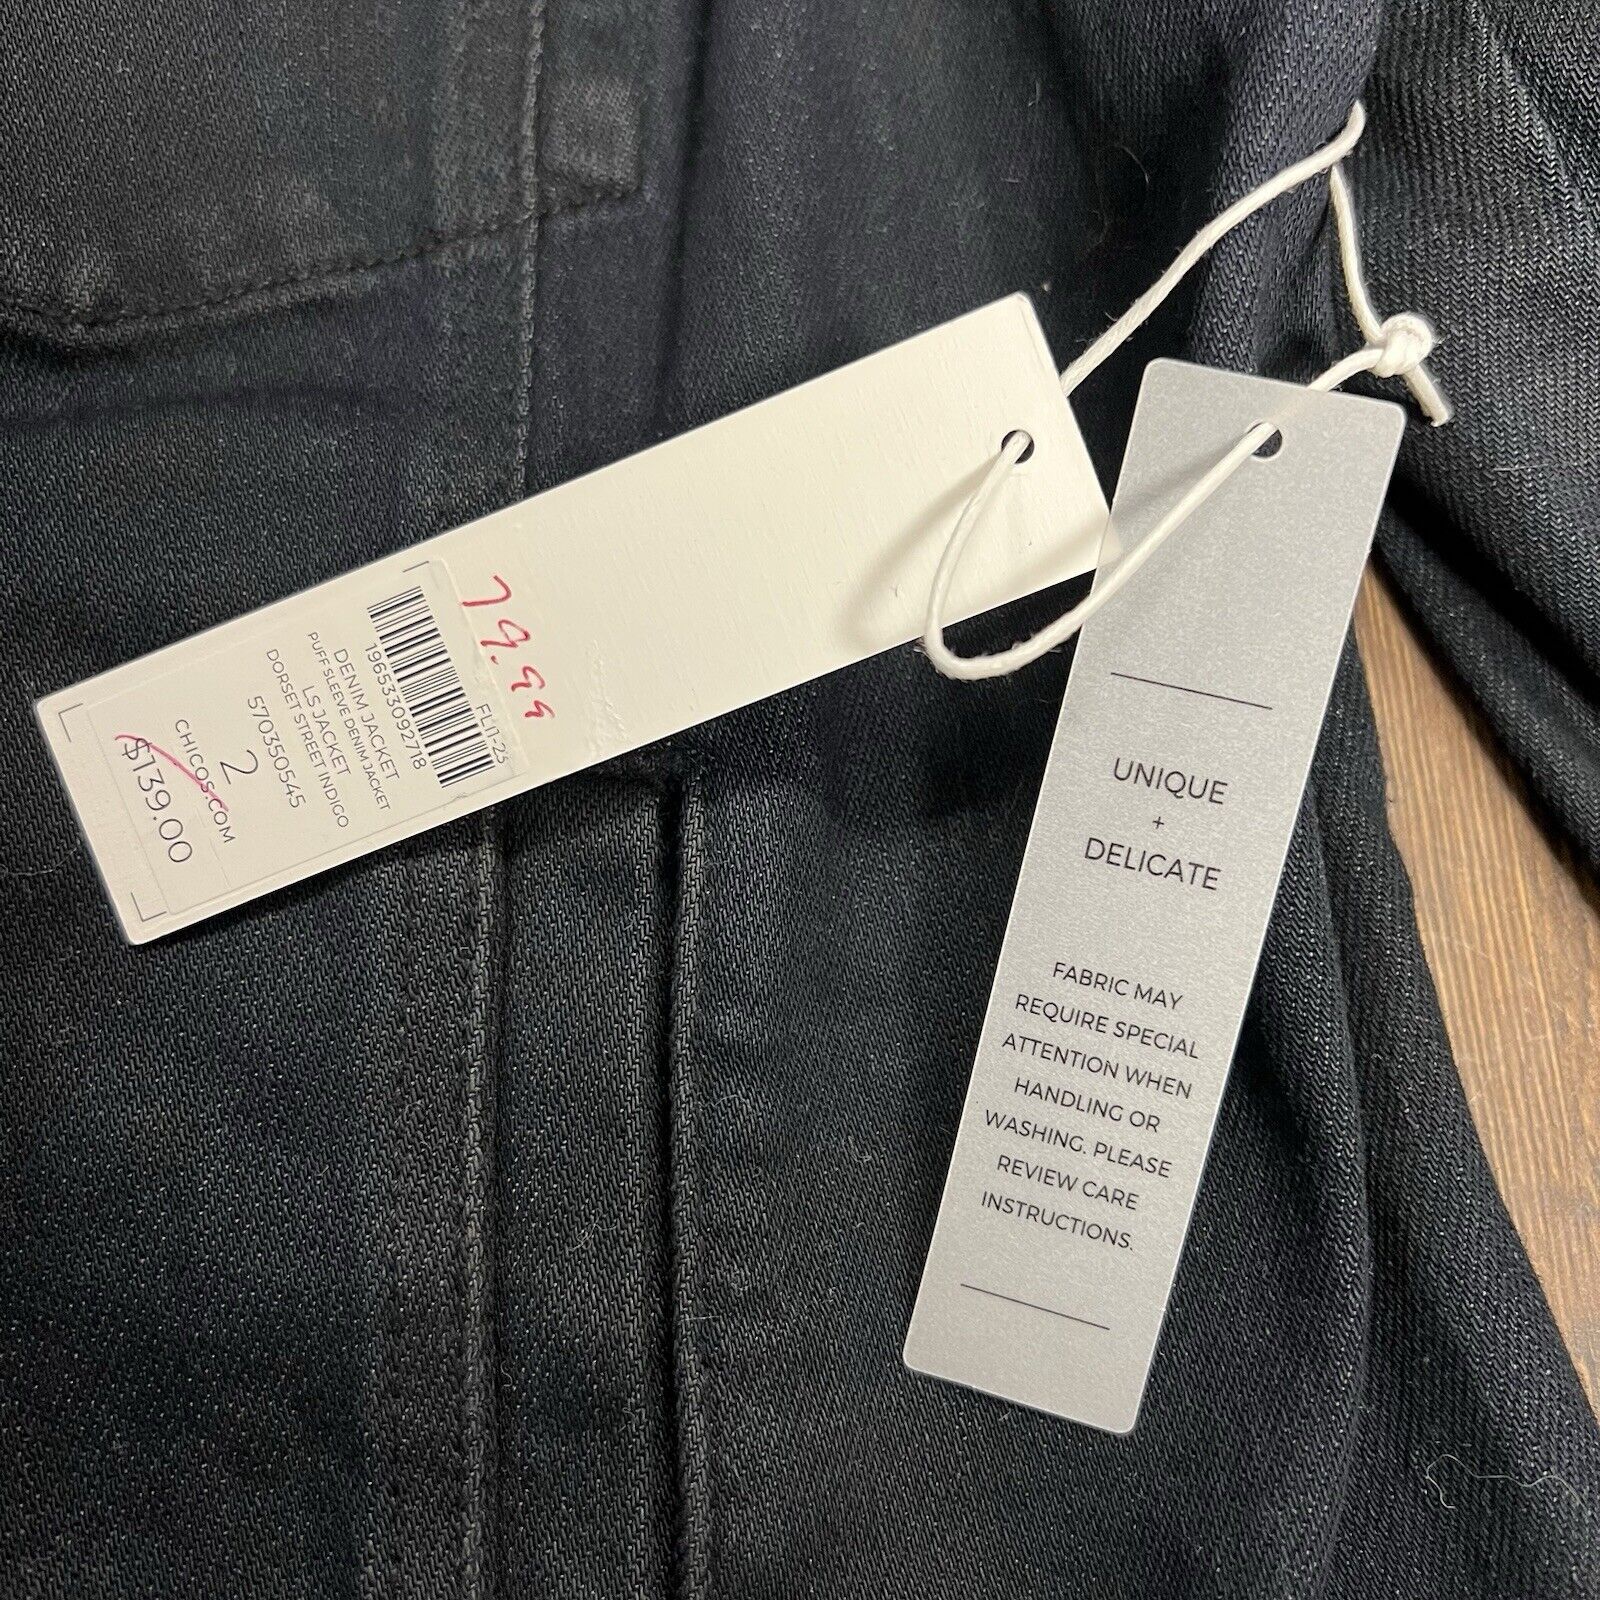 79.99
FL11-23
196533092718
DENIM JACKET
PUFF SLEEVE DENIM JACKET
LS JACKET
DORSET STREET INDIGO
570350545
2
CHICOS.COM
$139.00
UNIQUE
+
DELICATE
FABRIC MAY
REQUIRE SPECIAL
ATTENTION WHEN
HANDLING OR
WASHING. PLEASE
REVIEW CARE
INSTRUCTIONS.